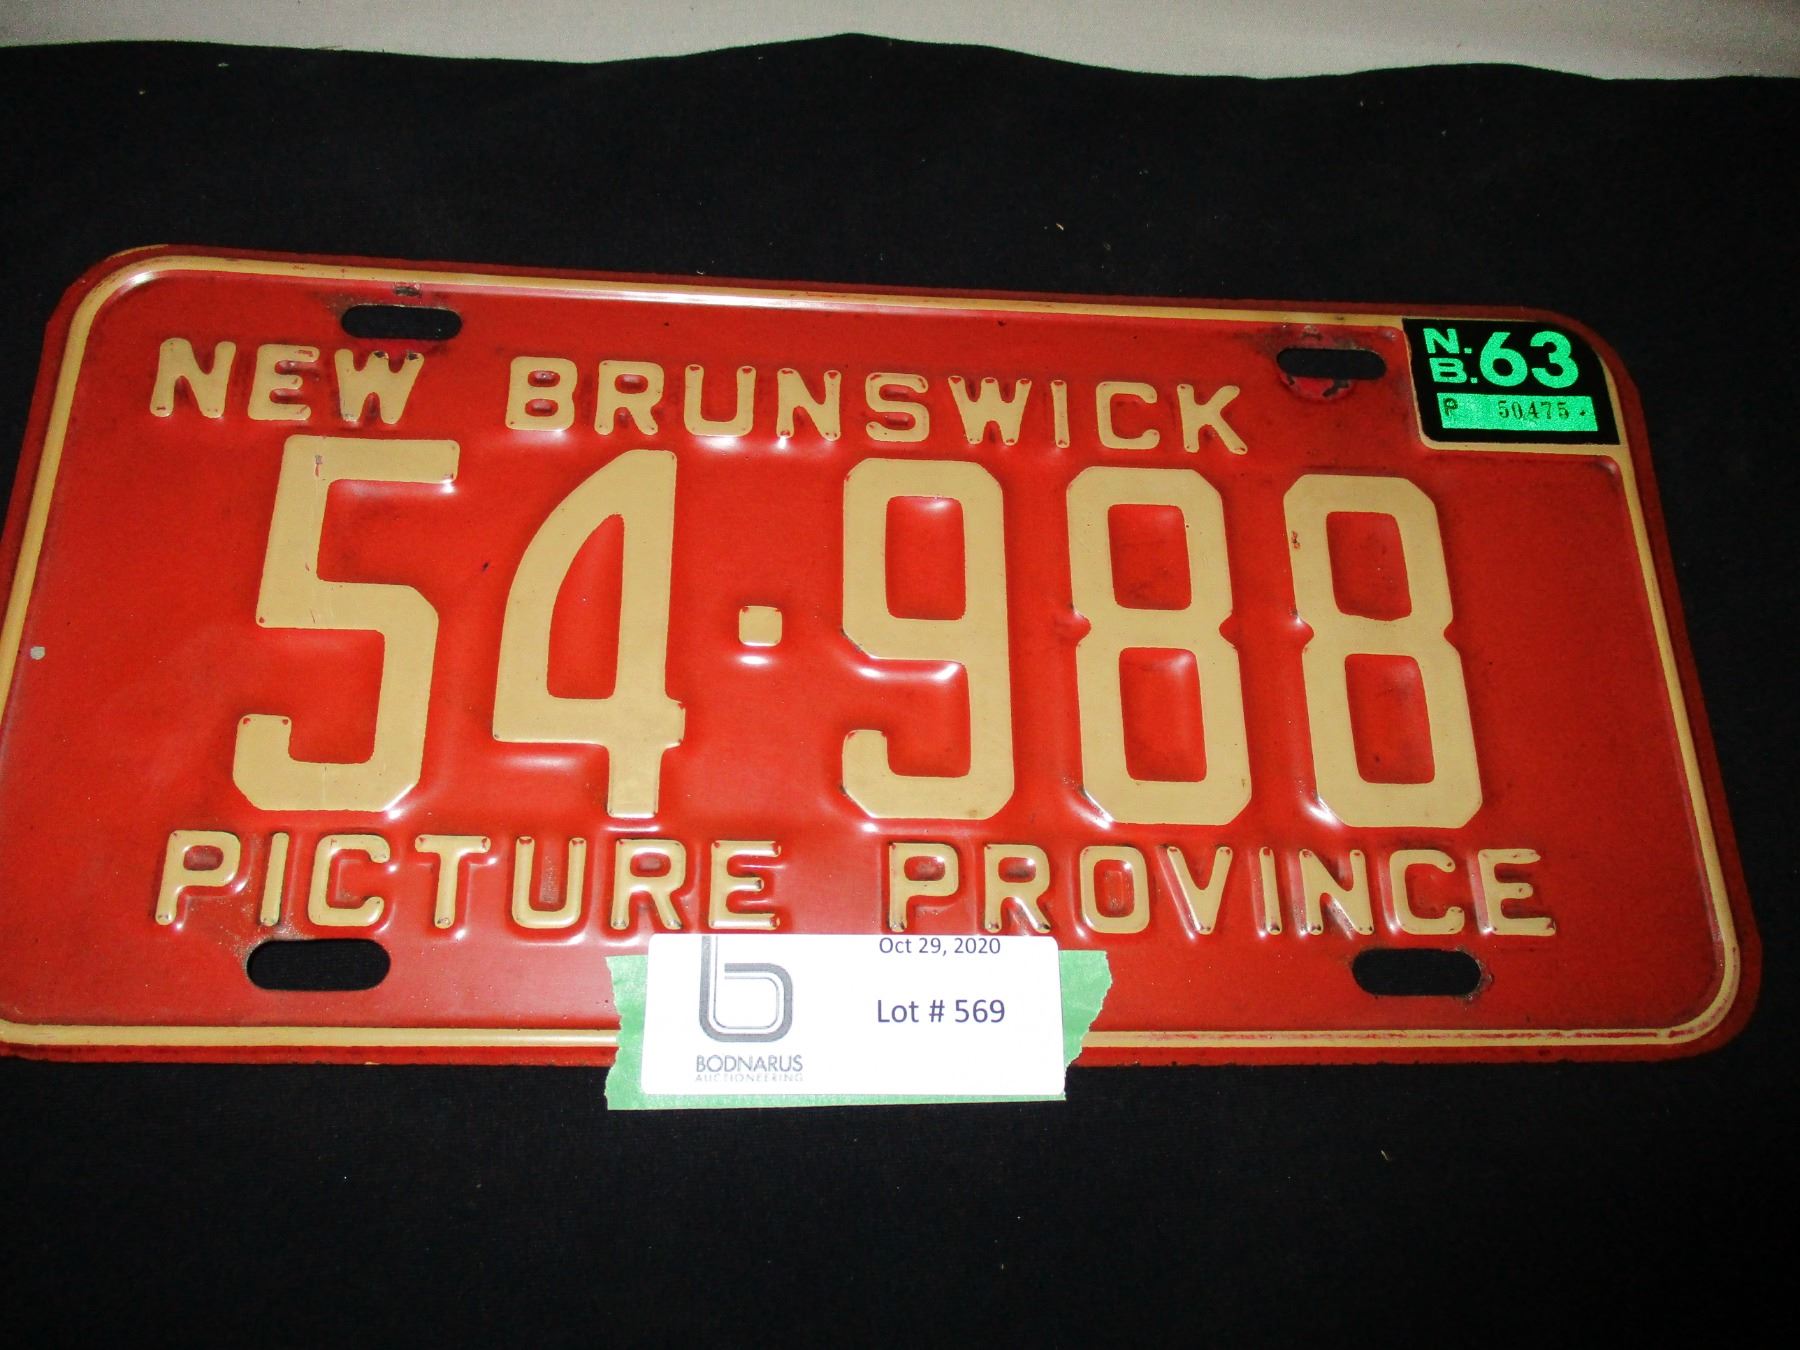 NEW BRUNSWICK
N.B. 63
P 50475
54·988
PICTURE PROVINCE
Oct 29, 2020
Lot # 569
b
BODNARUS
AUCTIONEERING